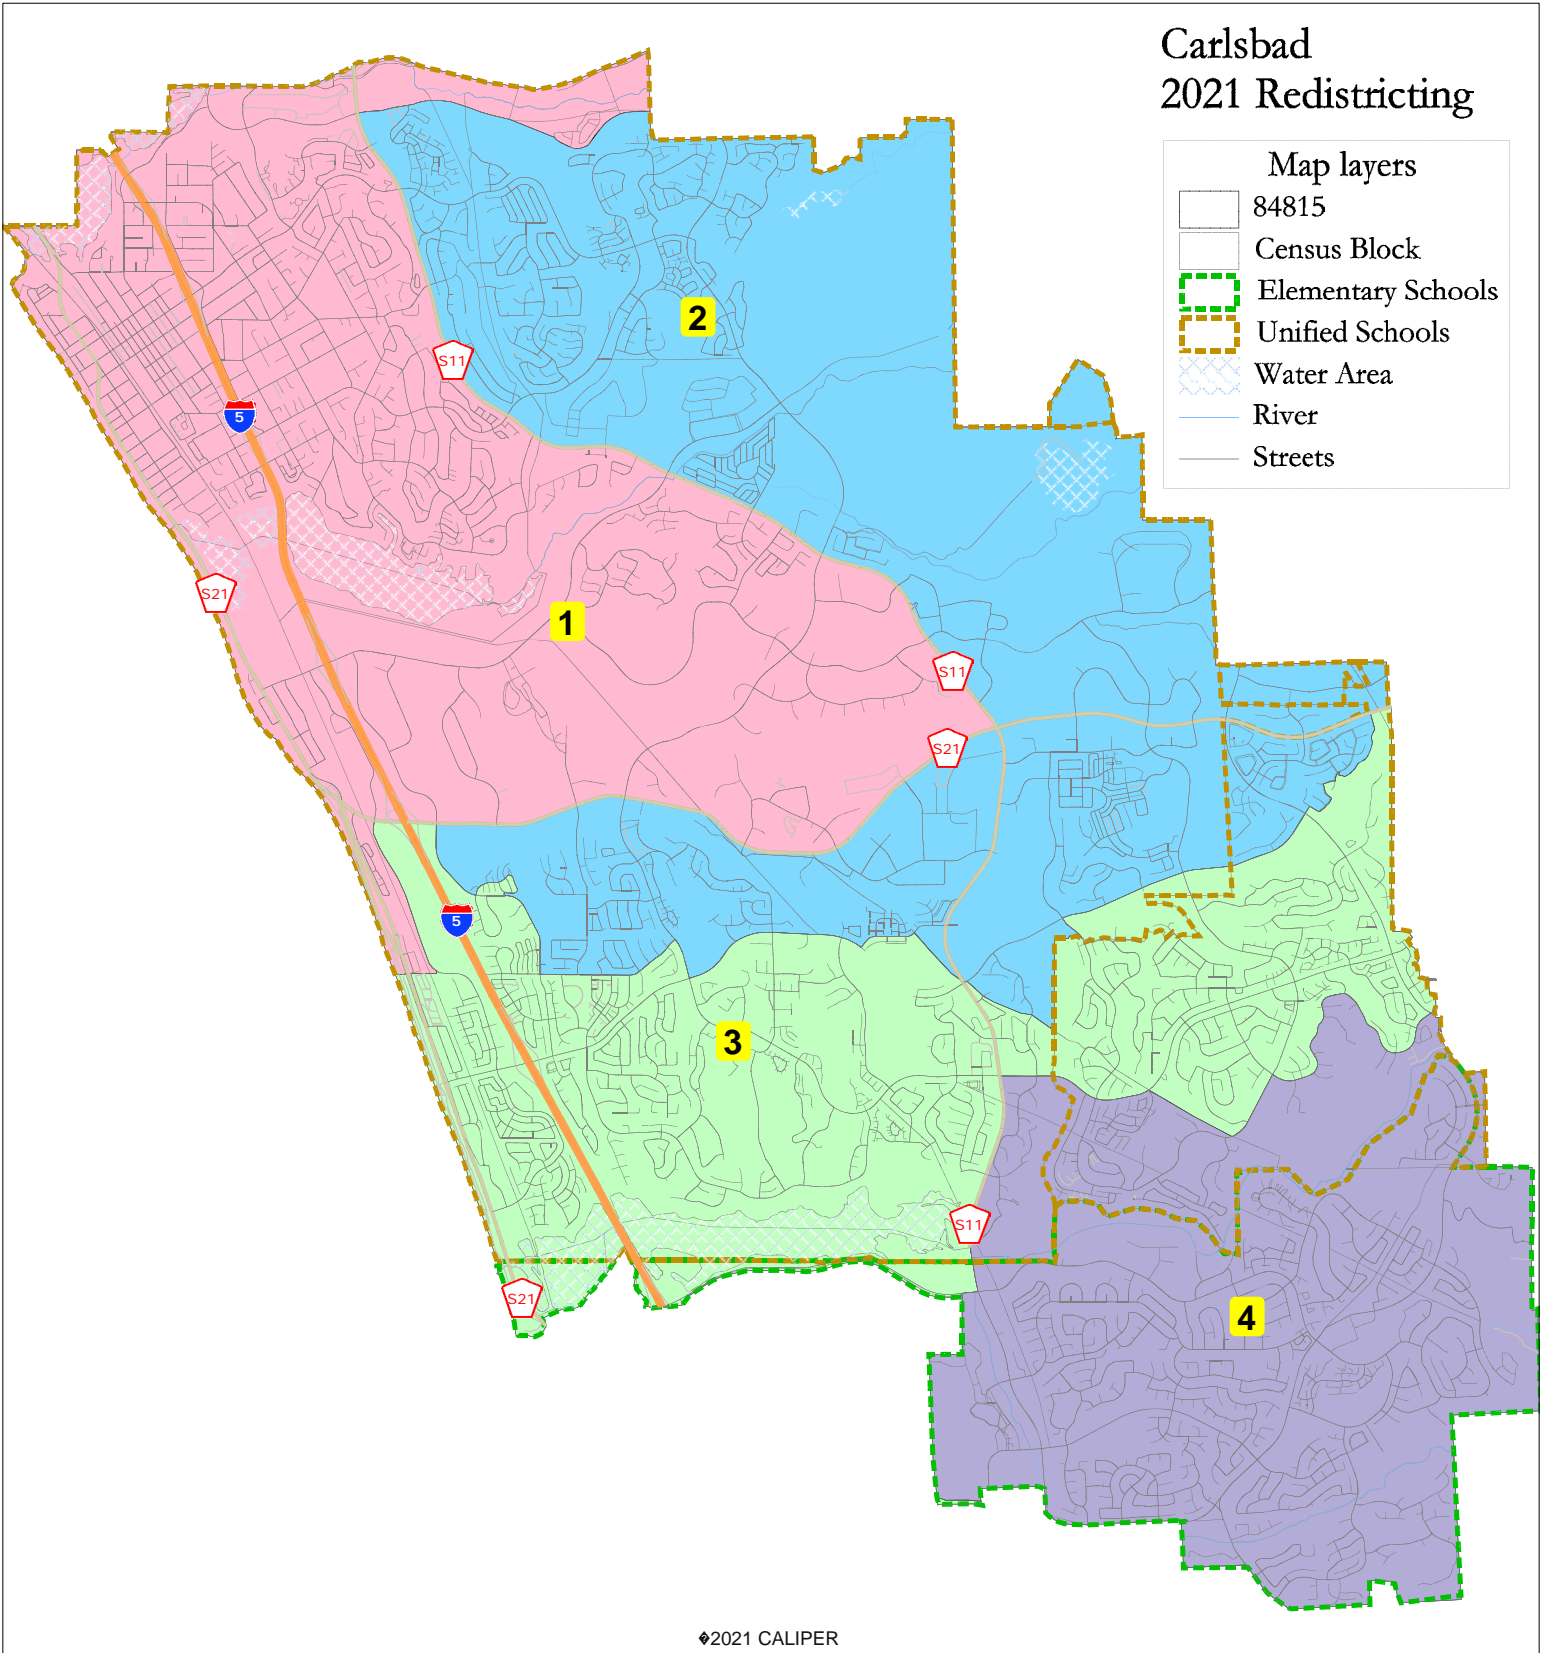 Carlsbad
2021 Redistricting
Map layers
84815
Census Block
Elementary Schools
Unified Schools
Water Area
River
Streets
2
S11
5
S21
1
S11
S21
5
3
S11
S21
4
�2021 CALIPER